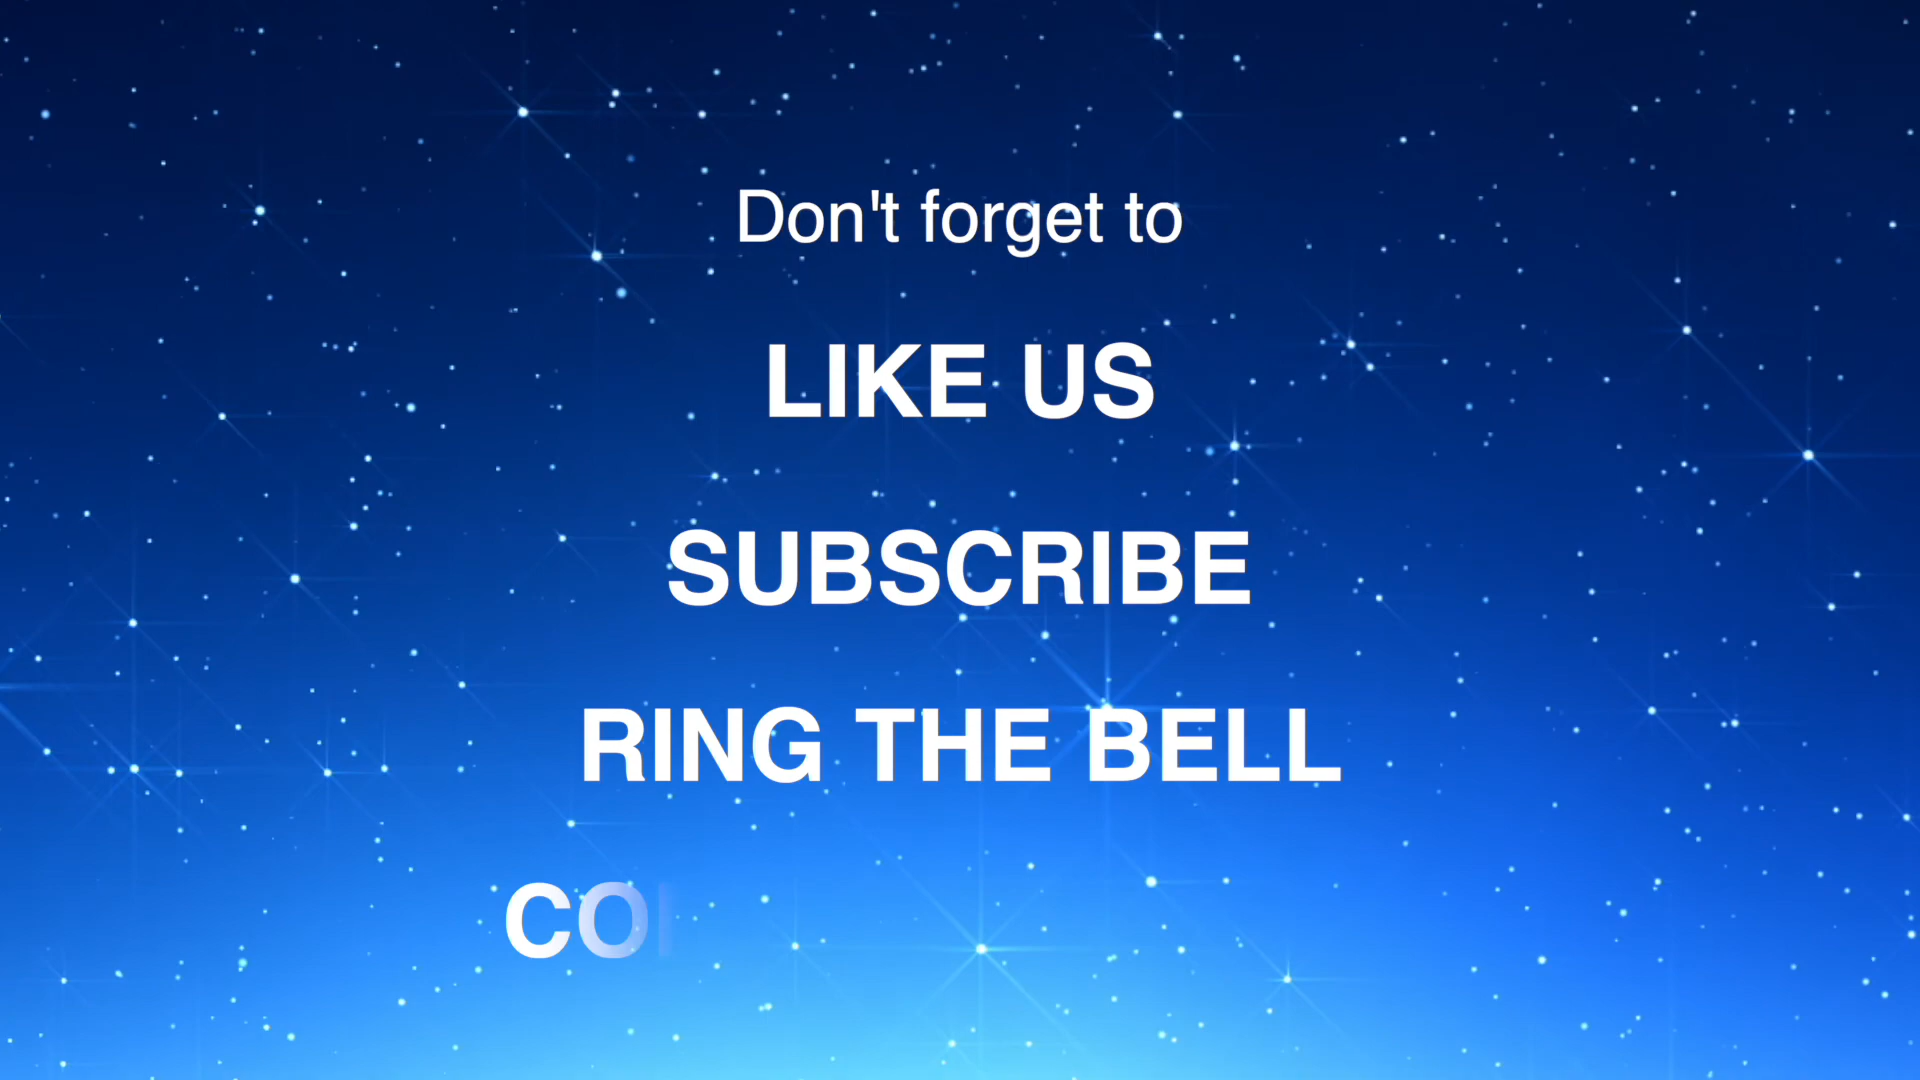 Don't forget to
LIKE US
SUBSCRIBE
RING THE BELL
CO